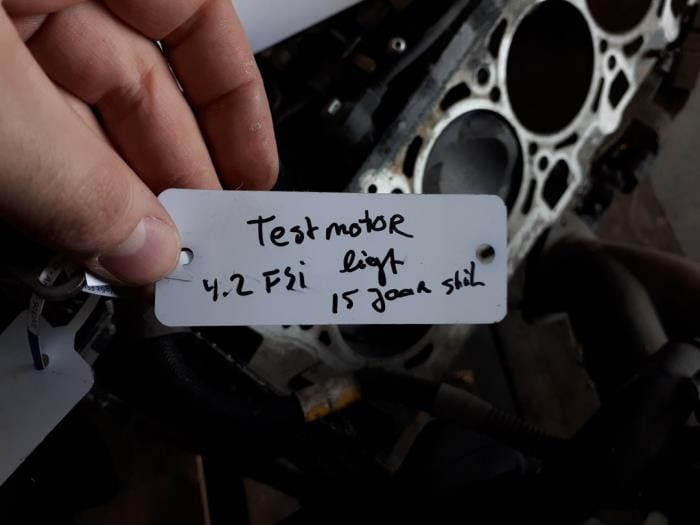 Testmotor
4.2 FSi ligt
15 Jaar stil